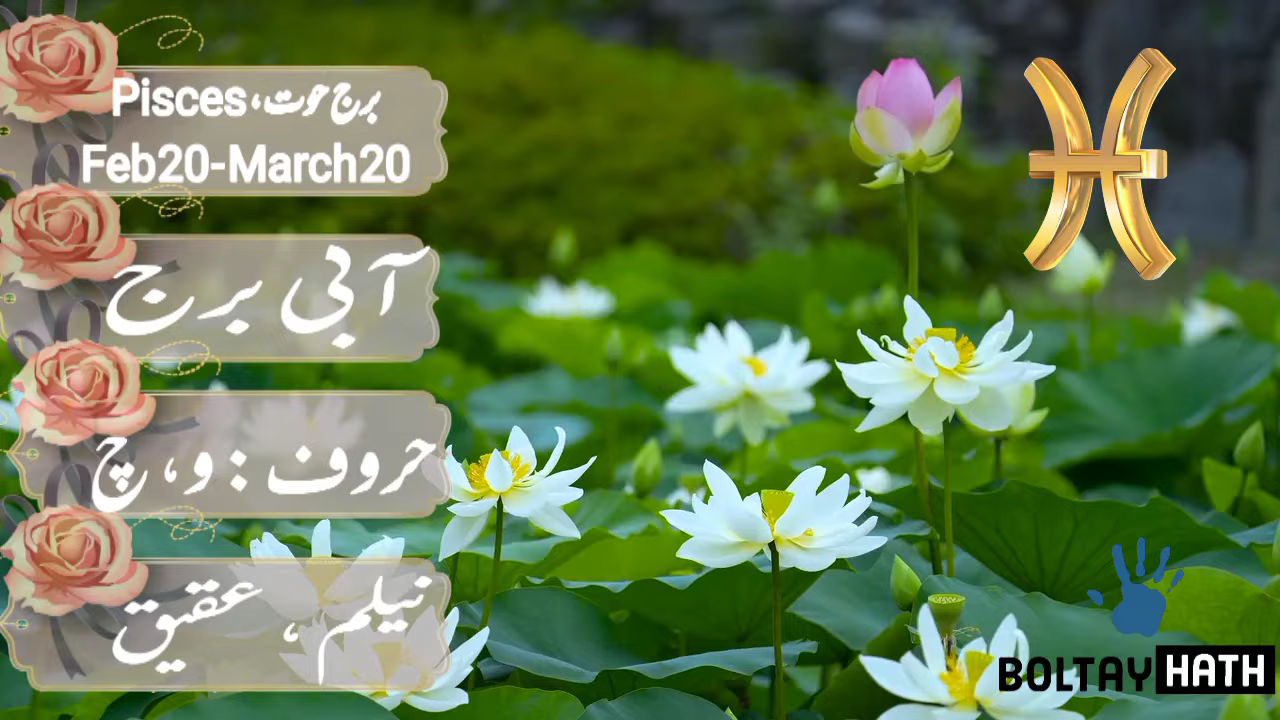 برج حوت، Pisces
Feb20-March20
آبی برج
حروف : و، چ
نیلم، عقیق
BOLTAY HATH